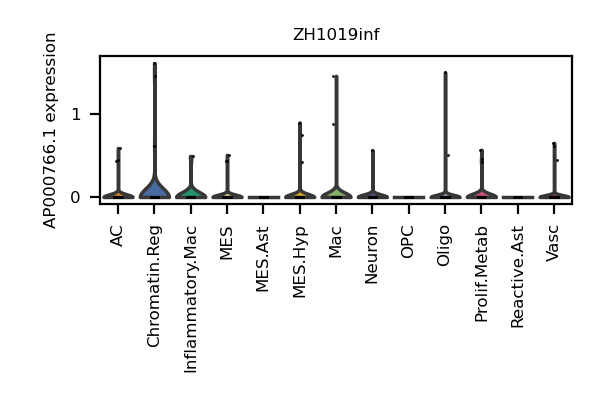 ZH1019inf
AP000766.1 expression
1
0
AC
Chromatin.Reg
Inflammatory.Mac
MES
MES.Ast
MES.Hyp
Mac
Neuron
OPC
Oligo
Prolif.Metab
Reactive.Ast
Vasc